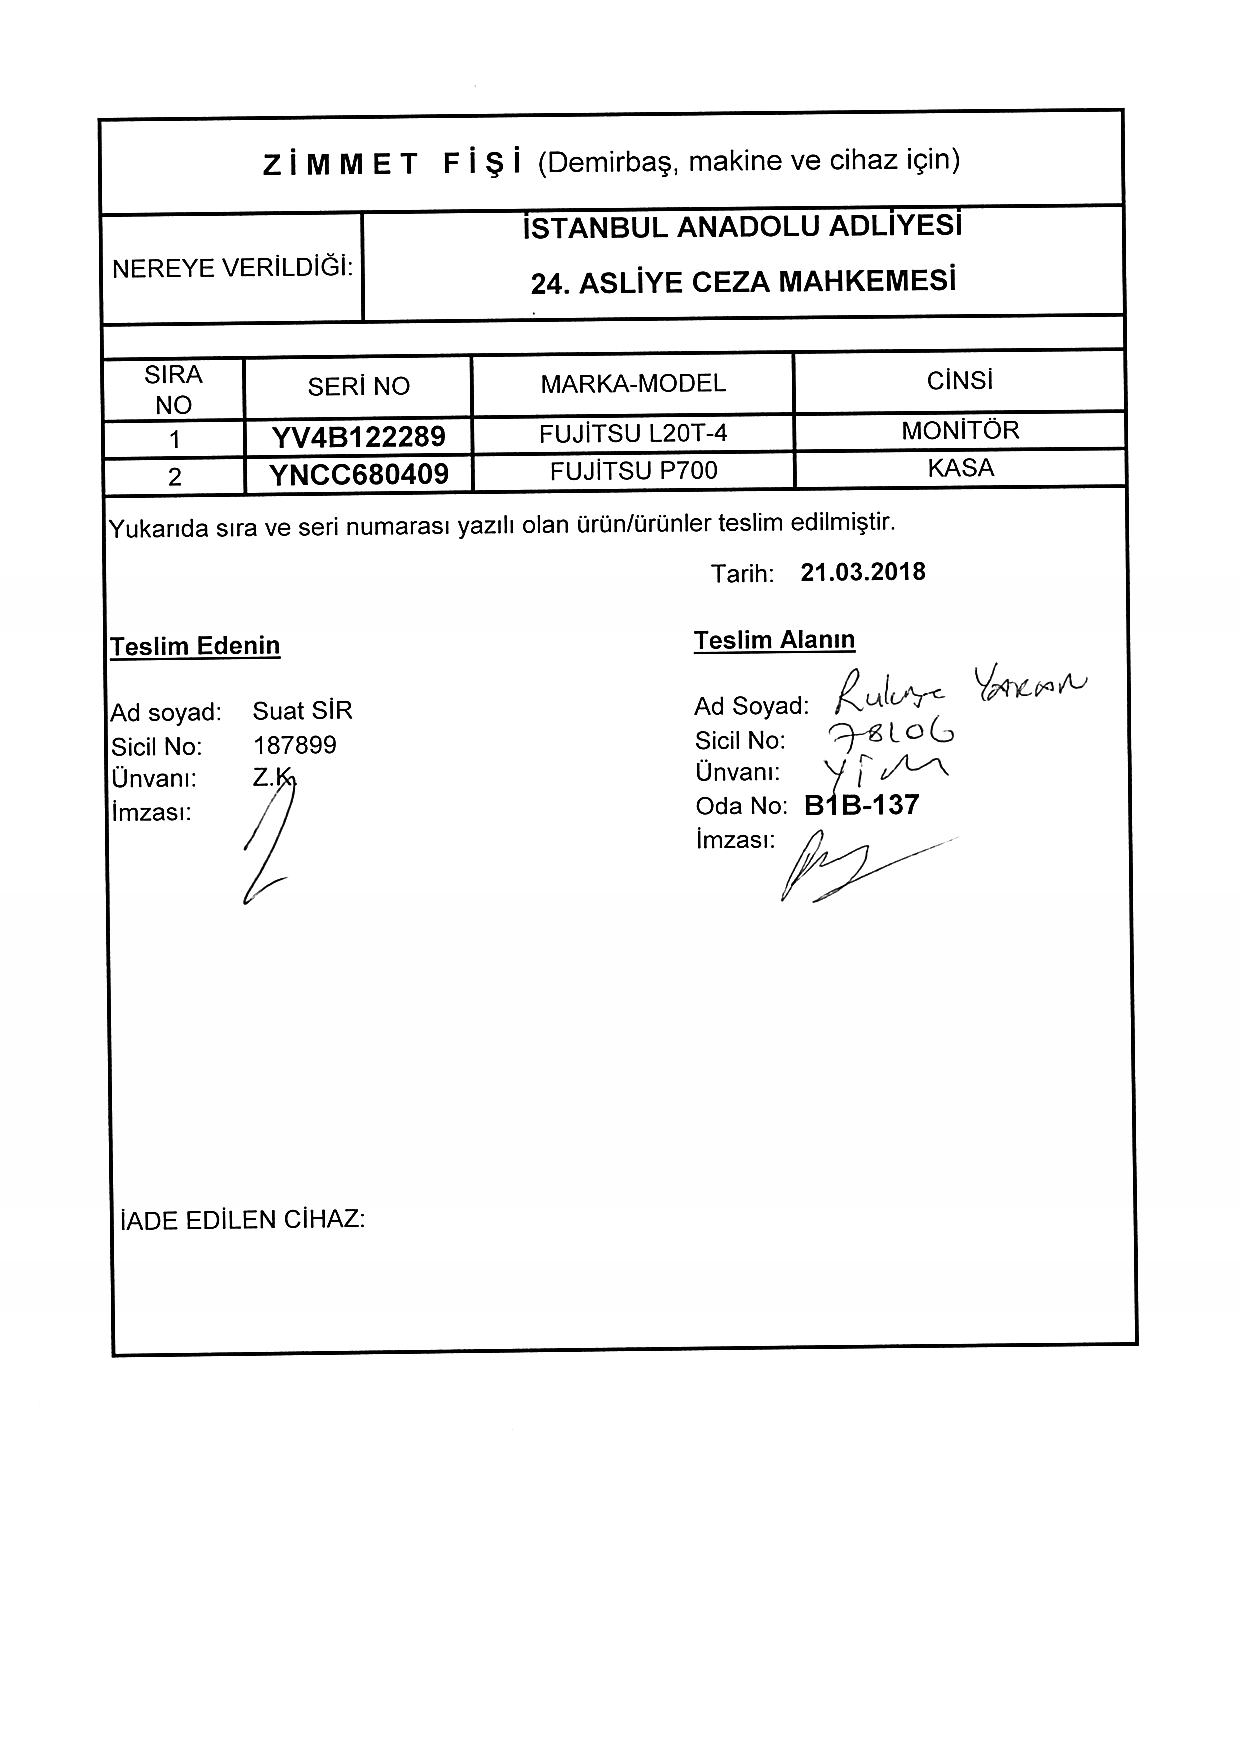 ZİMMET FİŞİ (Demirbaş, makine ve cihaz için)
NEREYE VERİLDİĞİ:
İSTANBUL ANADOLU ADLİYESİ
24. ASLİYE CEZA MAHKEMESİ
SIRA NO SERİ NO MARKA-MODEL CİNSİ
1 YV4B122289 FUJİTSU L20T-4 MONİTÖR
2 YNCC680409 FUJİTSU P700 KASA
Yukarıda sıra ve seri numarası yazılı olan ürün/ürünler teslim edilmiştir.
Tarih: 21.03.2018
Teslim Edenin Teslim Alanın
Ad soyad: Suat SİR Ad Soyad:
Sicil No: 187899 Sicil No: 78106
Ünvanı: Z.K Ünvanı:
İmzası: Oda No: B1B-137
İmzası:
İADE EDİLEN CİHAZ: